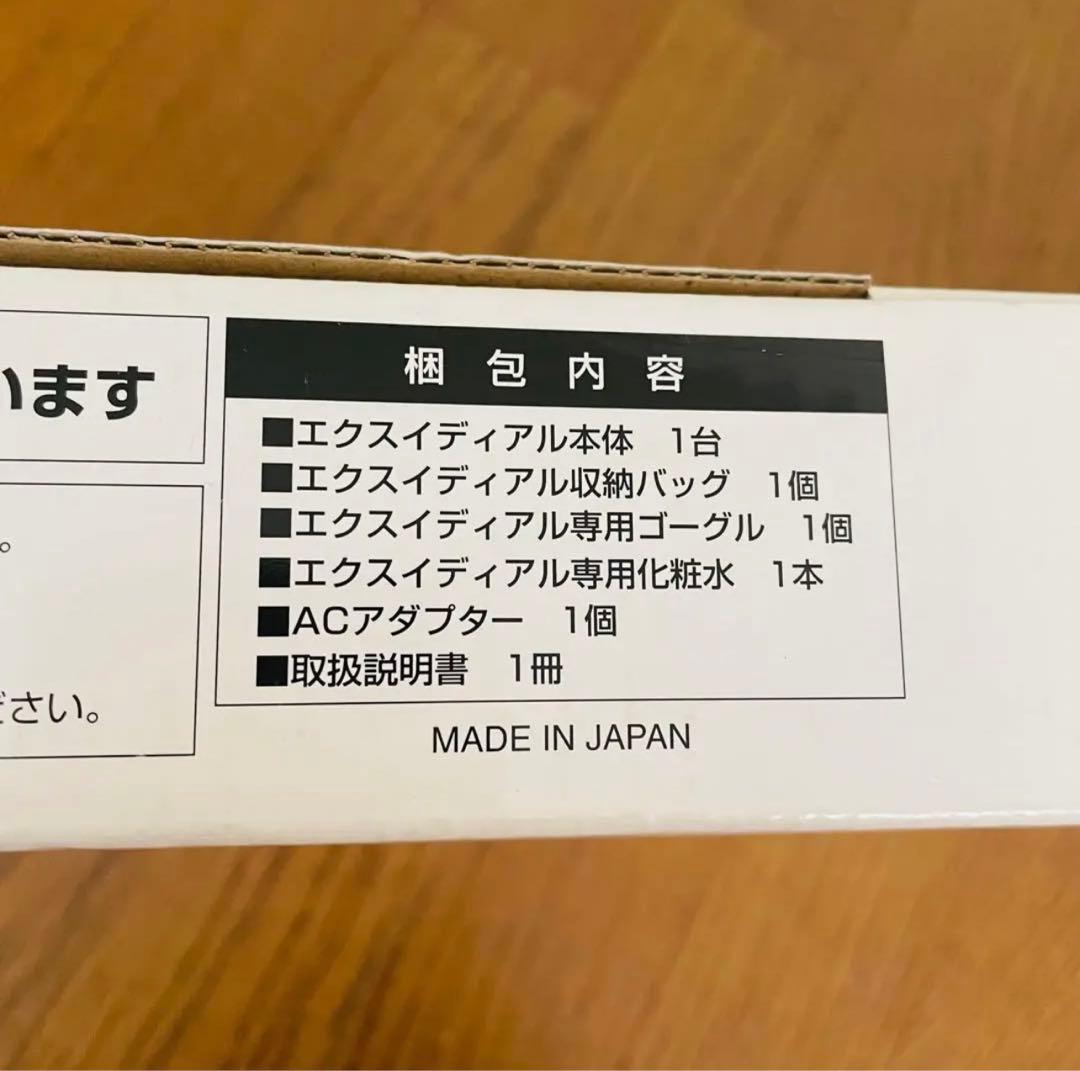 います
。
ださい。
梱包内容
■エクスイディアル本体　1台
■エクスイディアル収納バッグ　1個
■エクスイディアル専用ゴーグル　1個
■エクスイディアル専用化粧水　1本
■ACアダプター　1個
■取扱説明書　1冊
MADE IN JAPAN